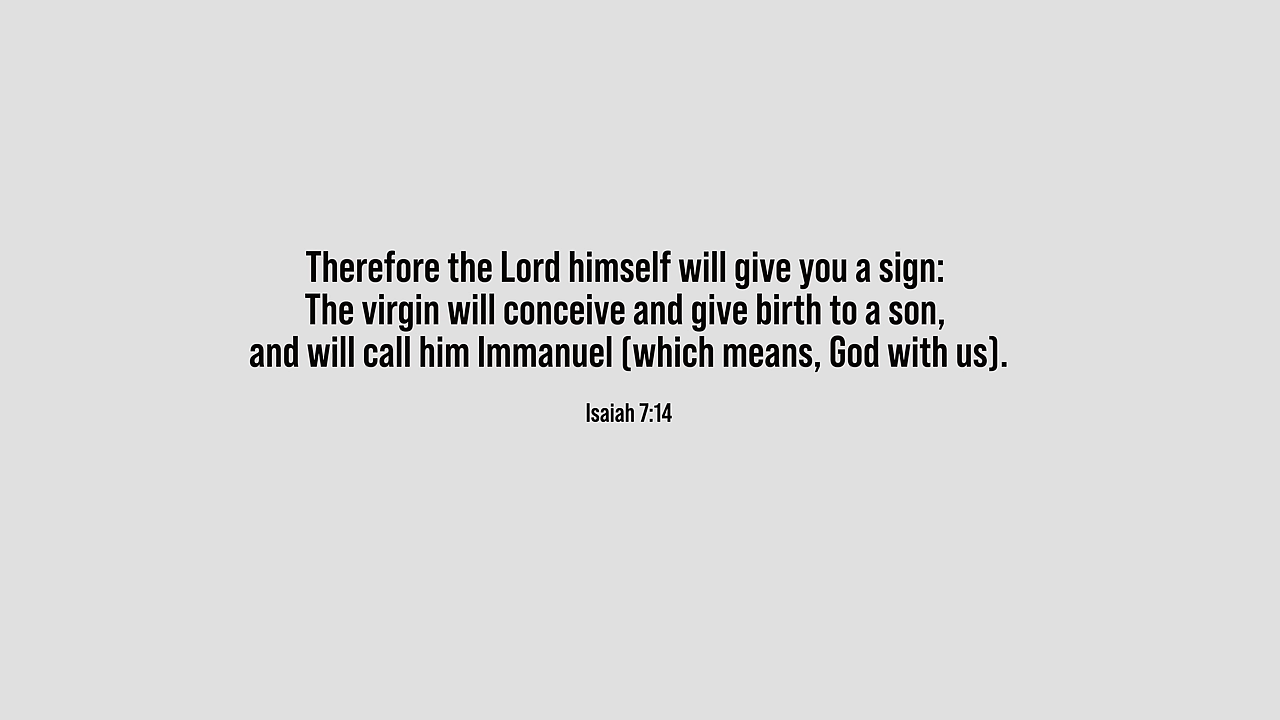 Therefore the Lord himself will give you a sign:
The virgin will conceive and give birth to a son,
and will call him Immanuel (which means, God with us).
Isaiah 7:14